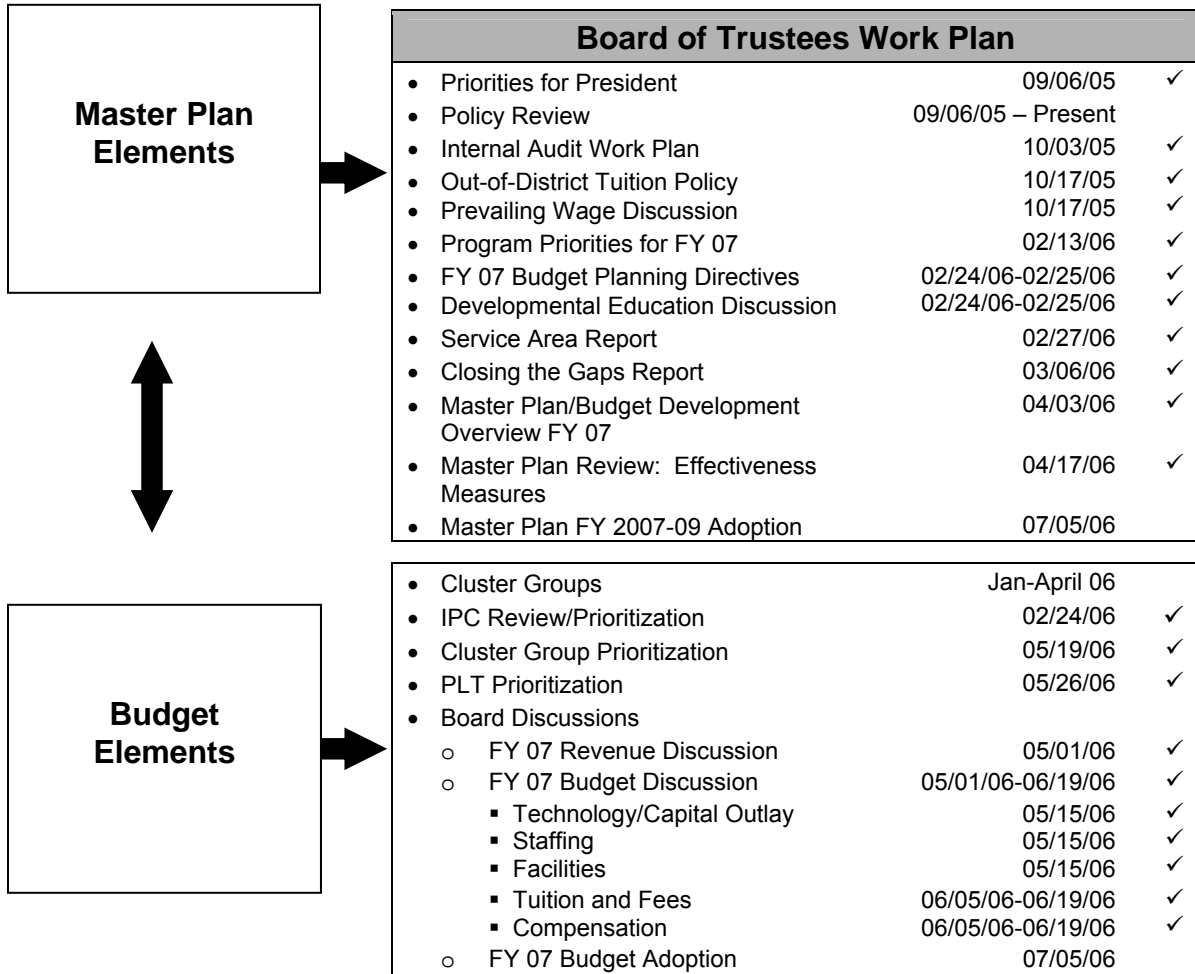 Master Plan
Elements
Board of Trustees Work Plan
• Priorities for President 09/06/05 ✓
• Policy Review 09/06/05 – Present
• Internal Audit Work Plan 10/03/05 ✓
• Out-of-District Tuition Policy 10/17/05 ✓
• Prevailing Wage Discussion 10/17/05 ✓
• Program Priorities for FY 07 02/13/06 ✓
• FY 07 Budget Planning Directives 02/24/06-02/25/06 ✓
• Developmental Education Discussion 02/24/06-02/25/06 ✓
• Service Area Report 02/27/06 ✓
• Closing the Gaps Report 03/06/06 ✓
• Master Plan/Budget Development 04/03/06 ✓
Overview FY 07
• Master Plan Review: Effectiveness 04/17/06 ✓
Measures
• Master Plan FY 2007-09 Adoption 07/05/06
Budget
Elements
• Cluster Groups Jan-April 06
• IPC Review/Prioritization 02/24/06 ✓
• Cluster Group Prioritization 05/19/06 ✓
• PLT Prioritization 05/26/06 ✓
• Board Discussions
o FY 07 Revenue Discussion 05/01/06 ✓
o FY 07 Budget Discussion 05/01/06-06/19/06 ✓
▪ Technology/Capital Outlay 05/15/06 ✓
▪ Staffing 05/15/06 ✓
▪ Facilities 05/15/06 ✓
▪ Tuition and Fees 06/05/06-06/19/06 ✓
▪ Compensation 06/05/06-06/19/06 ✓
o FY 07 Budget Adoption 07/05/06